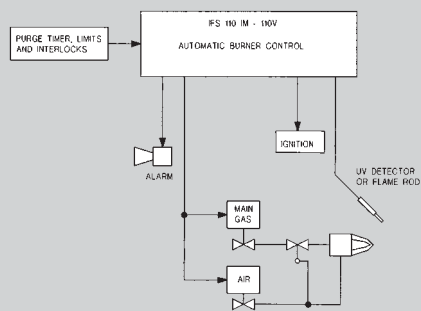 IFS 110 IM - 110V
AUTOMATIC BURNER CONTROL
PURGE TIMER, LIMITS
AND INTERLOCKS
IGNITION
ALARM
UV DETECTOR
OR FLAME ROD
MAIN
GAS
AIR